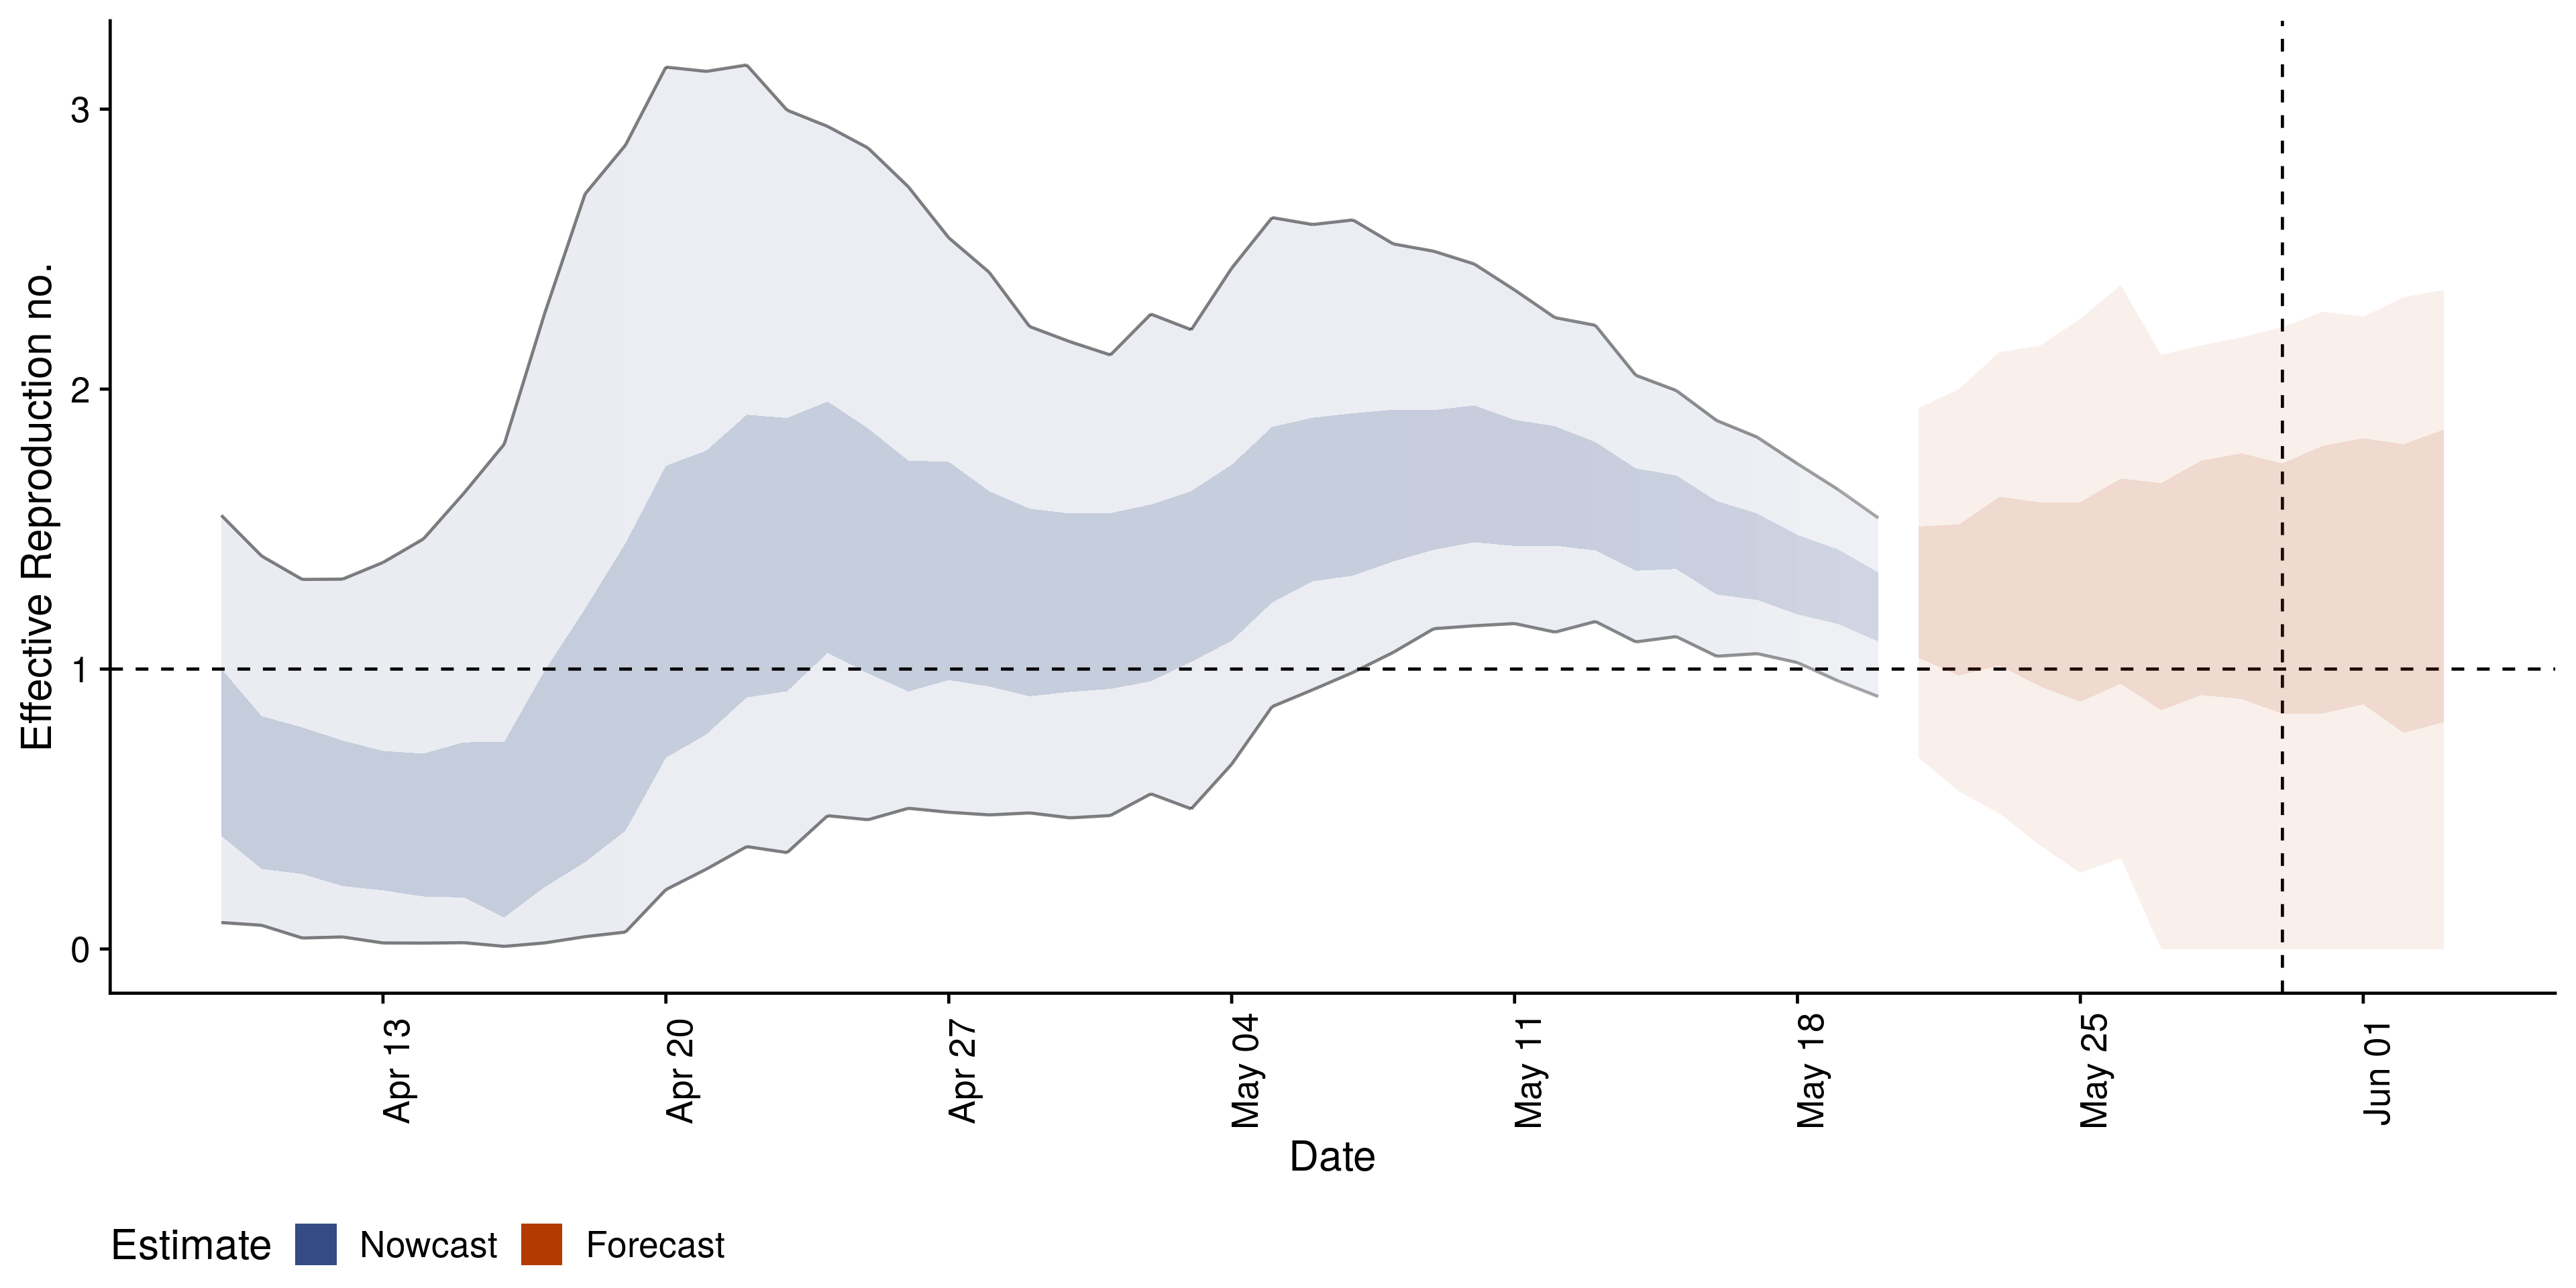 Effective Reproduction no.
3
2
1
0
Apr 13
Apr 20
Apr 27
May 04
May 11
May 18
May 25
Jun 01
Date
Estimate Nowcast Forecast